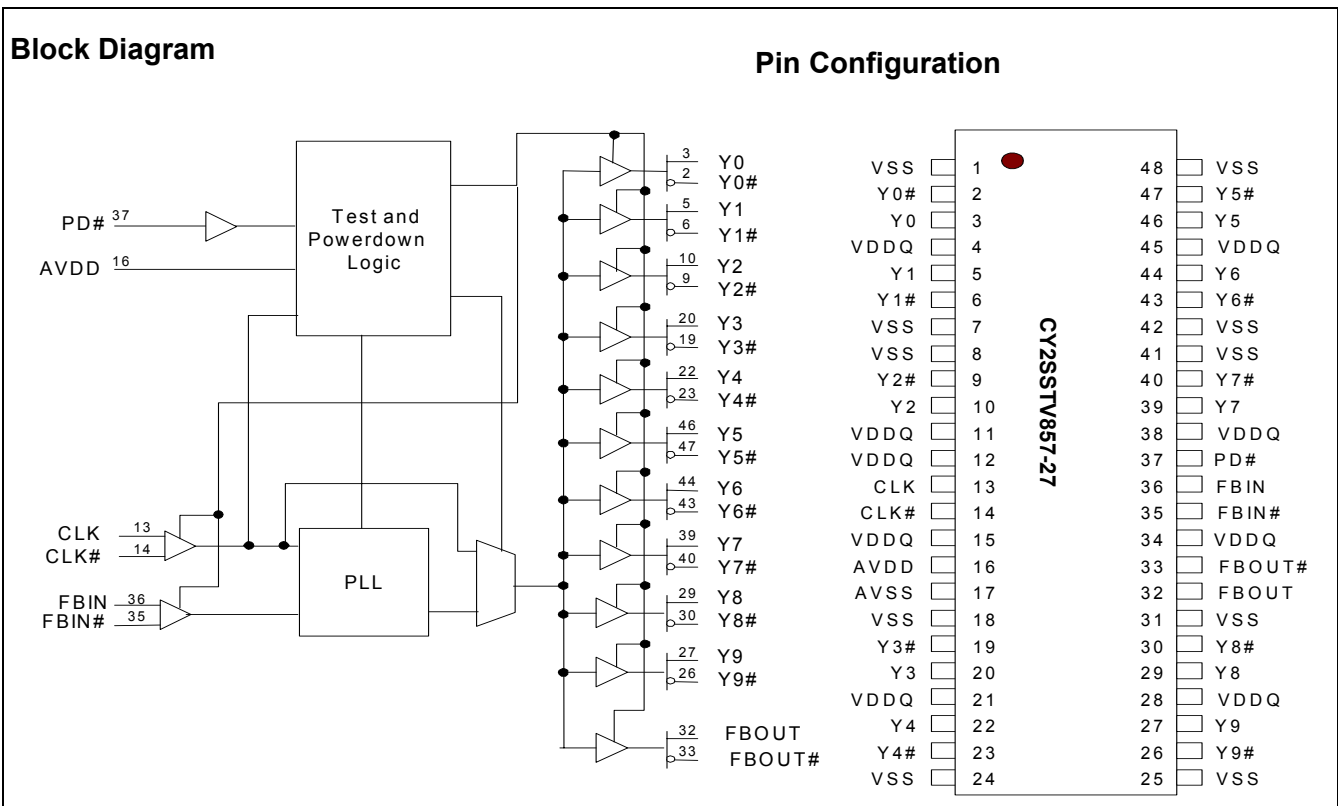 Block Diagram
Pin Configuration
PD# 37
AVDD 16
Test and
Powerdown
Logic
CLK 13
CLK# 14
FBIN 36
FBIN# 35
PLL
3 Y0
2 Y0#
5 Y1
6 Y1#
10 Y2
9 Y2#
20 Y3
19 Y3#
22 Y4
23 Y4#
46 Y5
47 Y5#
44 Y6
43 Y6#
39 Y7
40 Y7#
29 Y8
30 Y8#
27 Y9
26 Y9#
32 FBOUT
33 FBOUT#
CY2SSTV857-27
VSS 1 48 VSS
Y0# 2 47 Y5#
Y0 3 46 Y5
VDDQ 4 45 VDDQ
Y1 5 44 Y6
Y1# 6 43 Y6#
VSS 7 42 VSS
VSS 8 41 VSS
Y2# 9 40 Y7#
Y2 10 39 Y7
VDDQ 11 38 VDDQ
VDDQ 12 37 PD#
CLK 13 36 FBIN
CLK# 14 35 FBIN#
VDDQ 15 34 VDDQ
AVDD 16 33 FBOUT#
AVSS 17 32 FBOUT
VSS 18 31 VSS
Y3# 19 30 Y8#
Y3 20 29 Y8
VDDQ 21 28 VDDQ
Y4 22 27 Y9
Y4# 23 26 Y9#
VSS 24 25 VSS